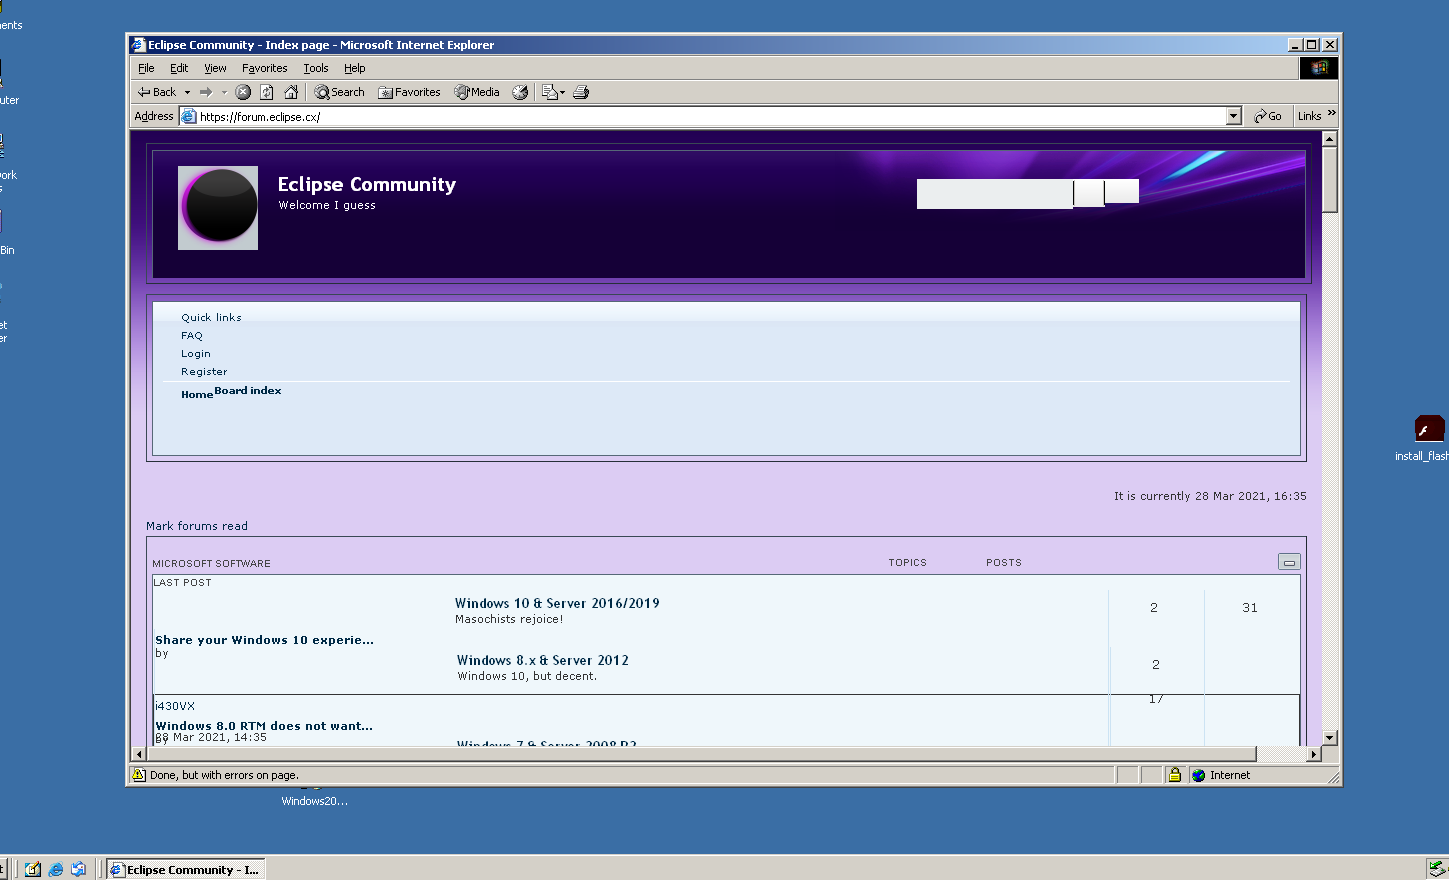 ents
uter
ork
s
Bin
et
er
Eclipse Community - Index page - Microsoft Internet Explorer
File Edit View Favorites Tools Help
Back Search Favorites Media
Address https://forum.eclipse.cx/ Go Links »
Eclipse Community
Welcome I guess
Quick links
FAQ
Login
Register
Home Board index
It is currently 28 Mar 2021, 16:35
Mark forums read
MICROSOFT SOFTWARE TOPICS POSTS
LAST POST
Windows 10 & Server 2016/2019 2 31
Masochists rejoice!
Share your Windows 10 experie...
by
Windows 8.x & Server 2012 2
Windows 10, but decent.
17
i430VX
Windows 8.0 RTM does not want...
by
28 Mar 2021, 14:35
Windows 7 & Server 2008 R2
Done, but with errors on page. Internet
install_flash
Windows20...
t
Eclipse Community - I...